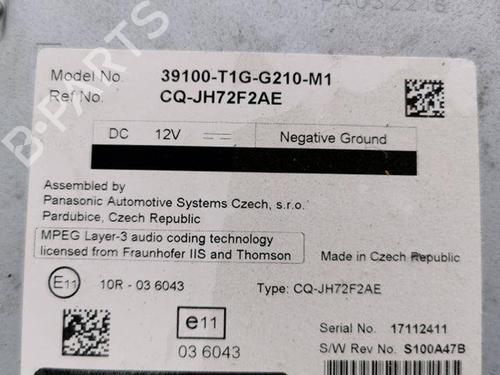 PA032216
Model No. 39100-T1G-G210-M1
Ref No. CQ-JH72F2AE
DC 12V Negative Ground
Assembled by
Panasonic Automotive Systems Czech, s.r.o.
Pardubice, Czech Republic
MPEG Layer-3 audio coding technology
licensed from Fraunhofer IIS and Thomson
Made in Czech Republic
E11 10R - 03 6043 Type: CQ-JH72F2AE
e11
03 6043
Serial No. 17112411
S/W Rev No. S100A47B
B-PARTS